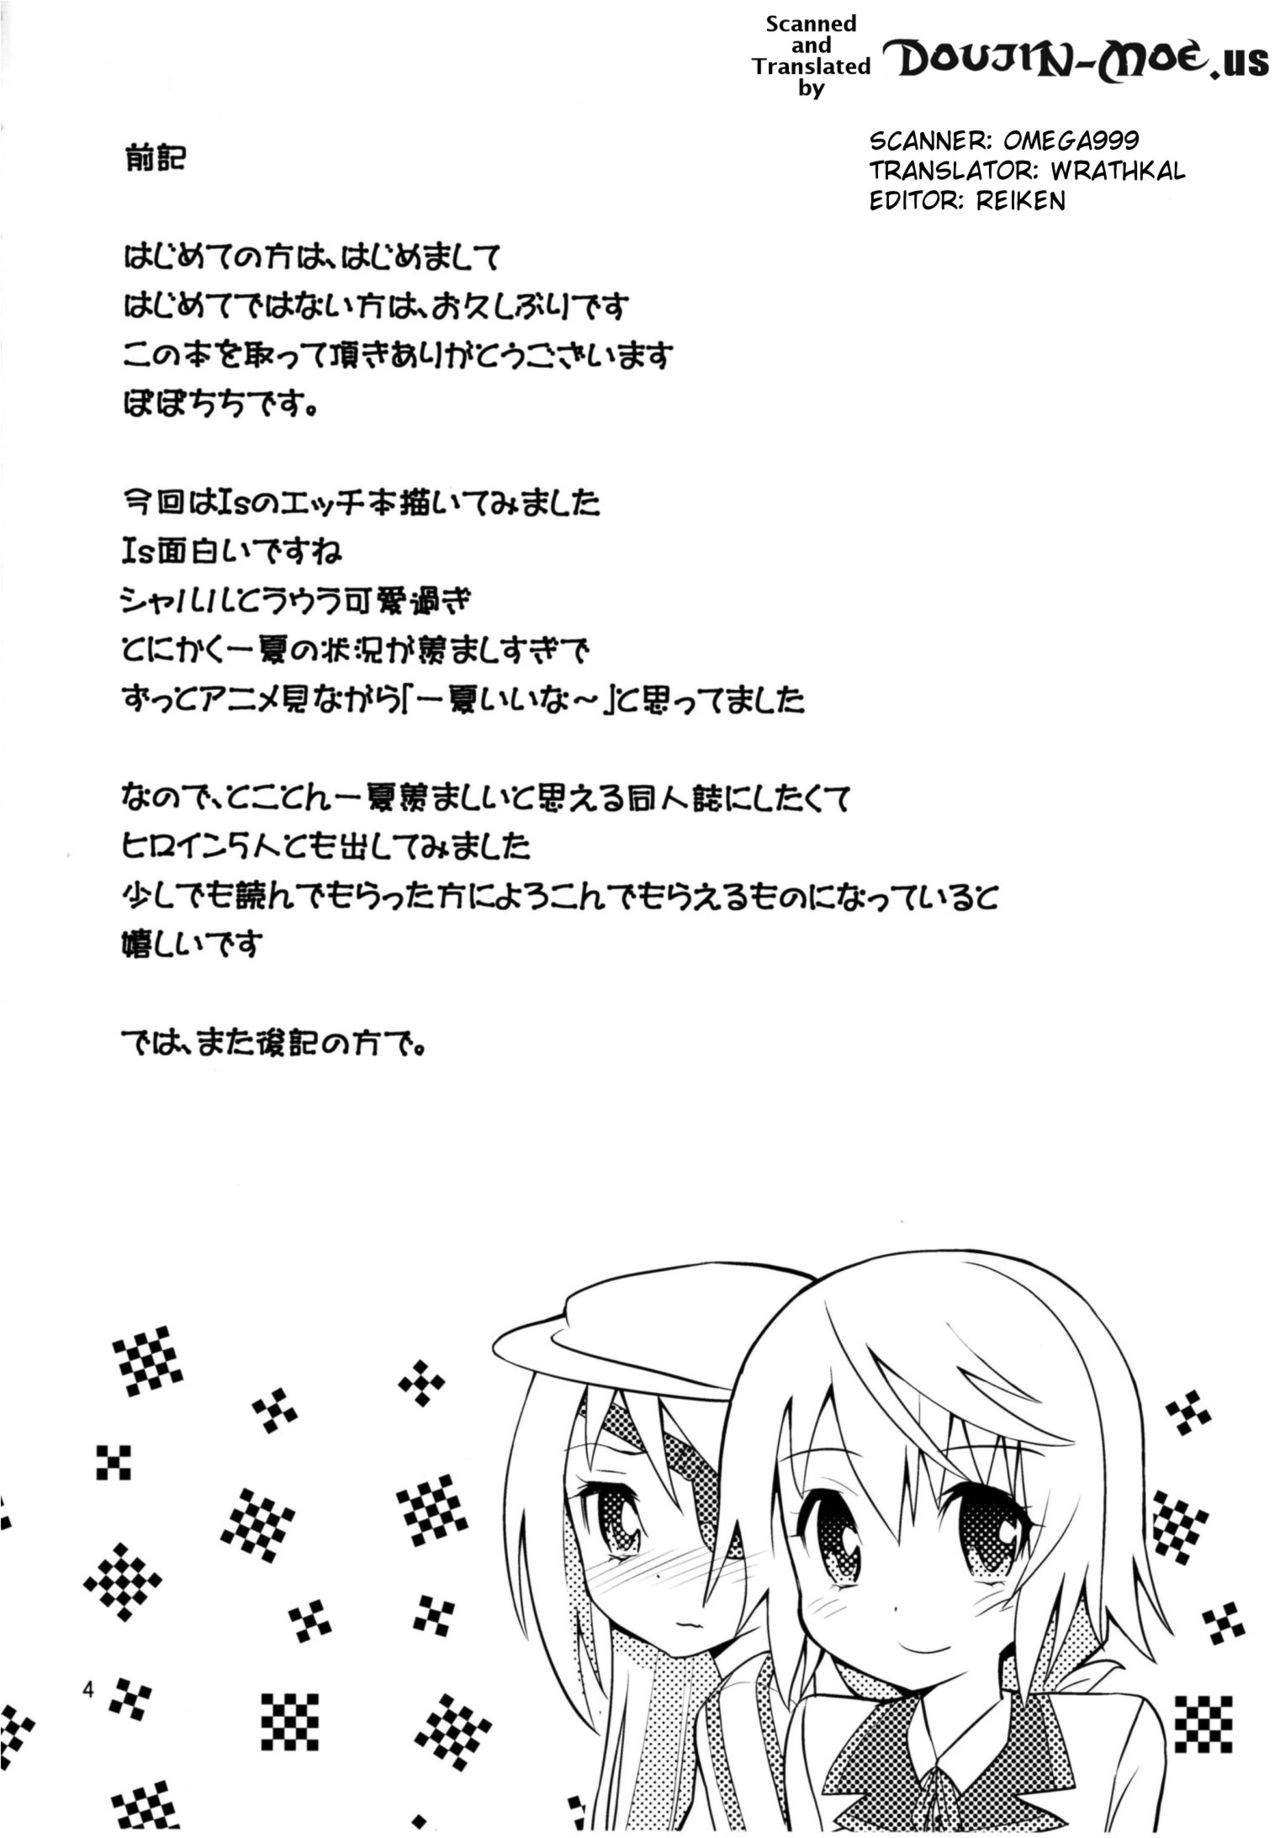 Scanned
and
Translated
by
DOUJIN-MOE.us
SCANNER: OMEGA999
TRANSLATOR: WRATHKAL
EDITOR: REIKEN
前記
はじめての方は、はじめまして
はじめてではない方は、お久しぶりです
この本を取って頂きありがとうございます
ぽぽちちです。
今回はIsのエッチ本描いてみました
Is面白いですね
シャルルとラウラ可愛過ぎ
とにかく一夏の状況が羨ましすぎで
ずっとアニメ見ながら「一夏いいな～」と思ってました
なので、とことん一夏羨ましいと思える同人誌にしたくて
ヒロイン5人とも出してみました
少しでも読んでもらった方によろこんでもらえるものになっていると
嬉しいです
では、また後記の方で。
4